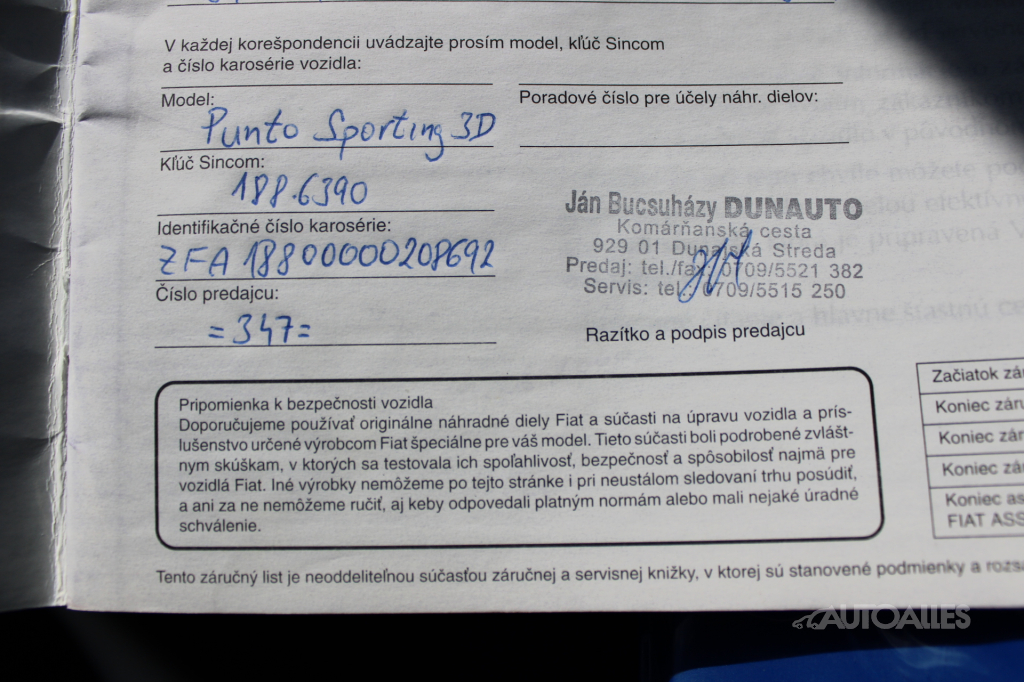 V každej korešpondencii uvádzajte prosím model, kľúč Sincom
a číslo karosérie vozidla:
Model:
Punto Sporting 3D
Poradové číslo pre účely náhr. dielov:
Kľúč Sincom:
188.6390
Identifikačné číslo karosérie:
ZFA 18800000208692
Číslo predajcu:
=347=
Ján Bucsuházy DUNAUTO
Komárňanská cesta
929 01 Dunajská Streda
Predaj: tel./fax: 0709/5521 382
Servis: tel.: 0709/5515 250
Razítko a podpis predajcu
Pripomienka k bezpečnosti vozidla
Doporučujeme používať originálne náhradné diely Fiat a súčasti na úpravu vozidla a prís-
lušenstvo určené výrobcom Fiat špeciálne pre váš model. Tieto súčasti boli podrobené zvlášt-
nym skúškam, v ktorých sa testovala ich spoľahlivosť, bezpečnosť a spôsobilosť najmä pre
vozidlá Fiat. Iné výrobky nemôžeme po tejto stránke i pri neustálom sledovaní trhu posúdiť,
a ani za ne nemôžeme ručiť, aj keby odpovedali platným normám alebo mali nejaké úradné
schválenie.
Začiatok zár
Koniec záru
Koniec zár
Koniec zá
Koniec as
FIAT ASS
Tento záručný list je neoddeliteľnou súčasťou záručnej a servisnej knižky, v ktorej sú stanovené podmienky a rozsa
AUTOALLES